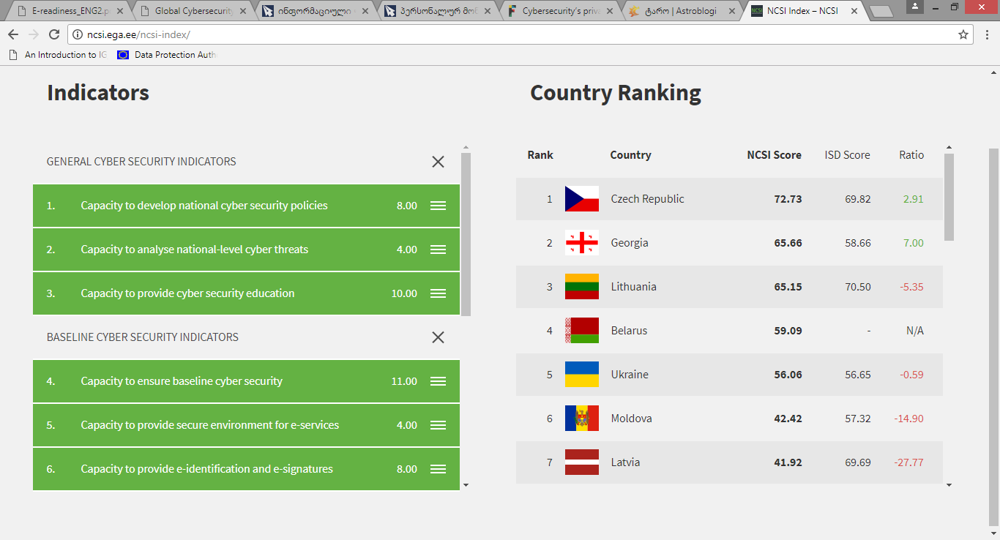 E-readiness_ENG2.p
Global Cybersecurity
ინფორმაციული
პერსონალურ მონ
Cybersecurity's priva
ტარო | Astroblogi
NCSI Index – NCSI
ncsi.ega.ee/ncsi-index/
An Introduction to IG
Data Protection Auth
Indicators
GENERAL CYBER SECURITY INDICATORS
1. Capacity to develop national cyber security policies 8.00
2. Capacity to analyse national-level cyber threats 4.00
3. Capacity to provide cyber security education 10.00
BASELINE CYBER SECURITY INDICATORS
4. Capacity to ensure baseline cyber security 11.00
5. Capacity to provide secure environment for e-services 4.00
6. Capacity to provide e-identification and e-signatures 8.00
Country Ranking
Rank Country NCSI Score ISD Score Ratio
1 Czech Republic 72.73 69.82 2.91
2 Georgia 65.66 58.66 7.00
3 Lithuania 65.15 70.50 -5.35
4 Belarus 59.09 - N/A
5 Ukraine 56.06 56.65 -0.59
6 Moldova 42.42 57.32 -14.90
7 Latvia 41.92 69.69 -27.77